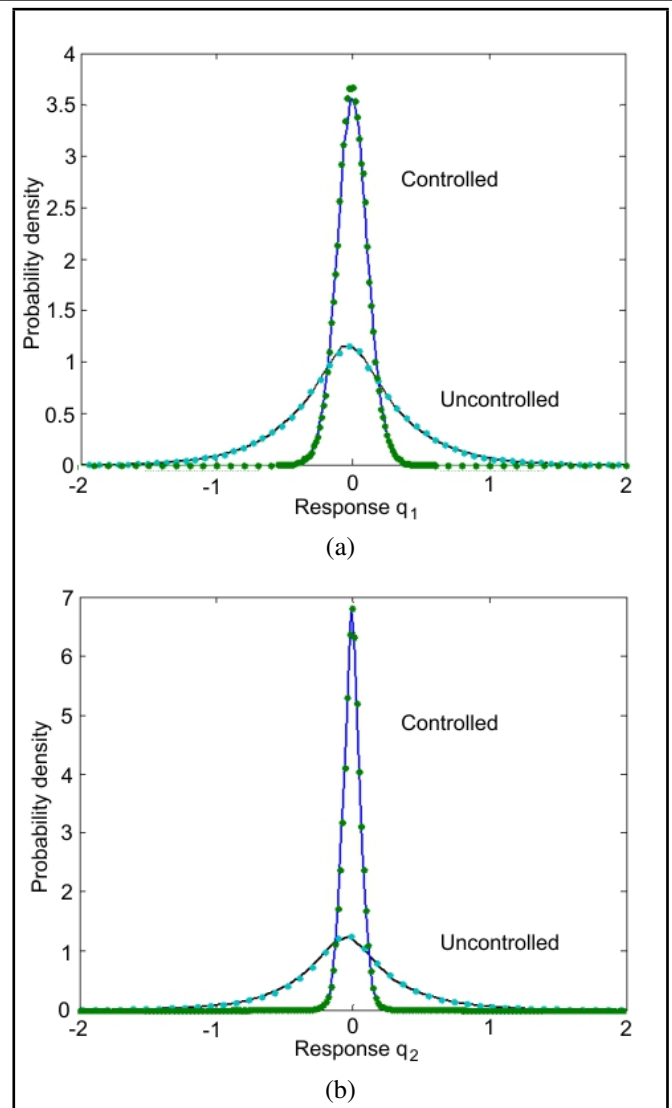 4
3.5
3
2.5
2
1.5
1
0.5
0
Probability density
Controlled
Uncontrolled
-2 -1 0 1 2
Response q1
(a)
7
6
5
4
3
2
1
0
Probability density
Controlled
Uncontrolled
-2 -1 0 1 2
Response q2
(b)